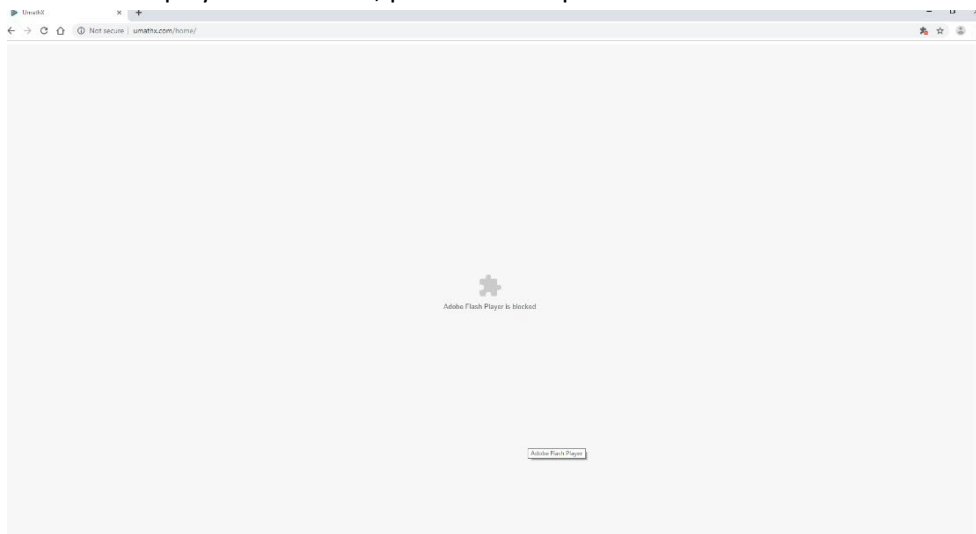 UmathX
Not secure | umathx.com/home/
Adobe Flash Player is blocked
Adobe Flash Player